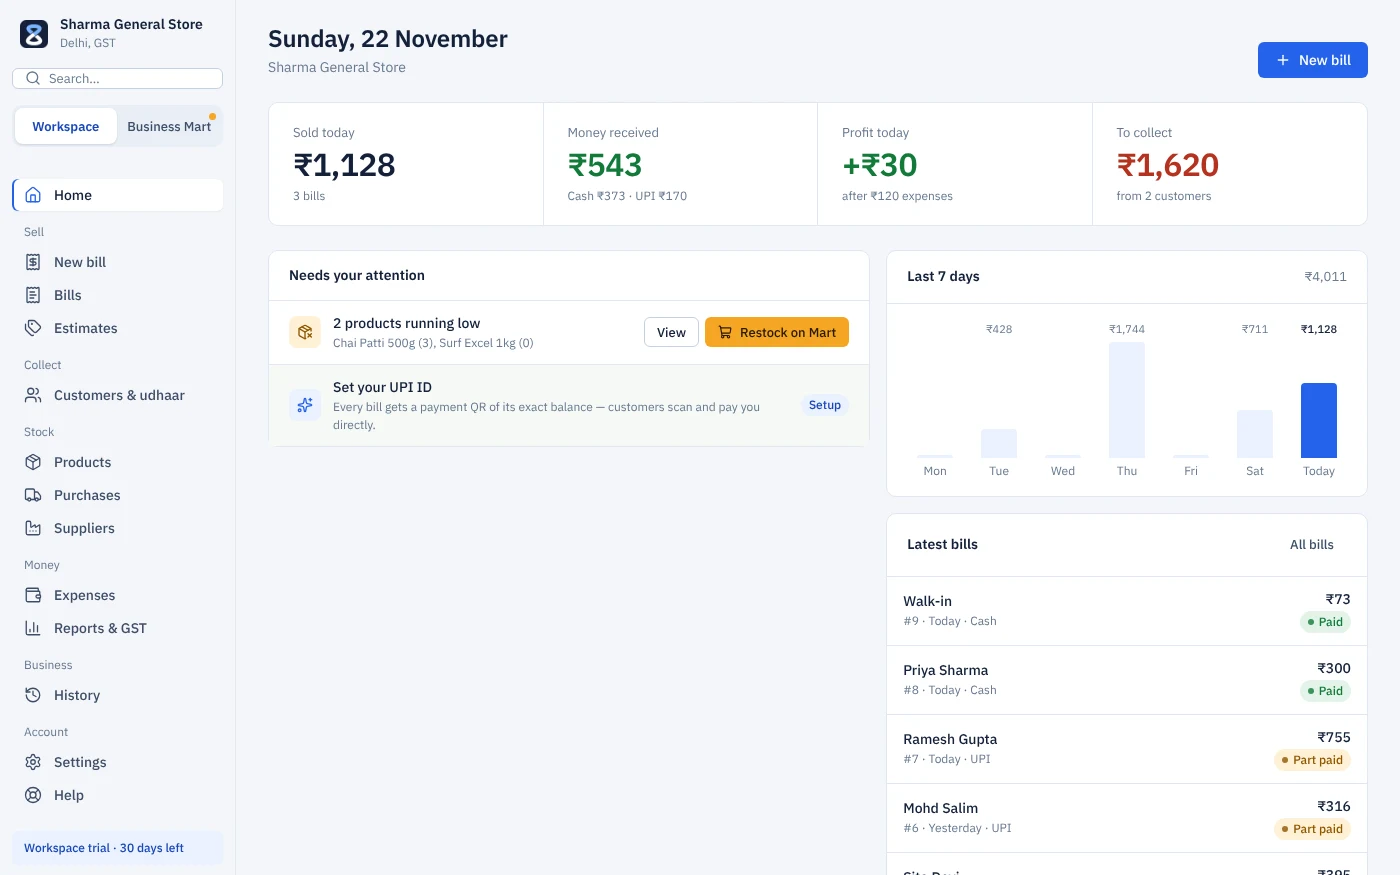 Sharma General Store
Delhi, GST
Search...
Workspace
Business Mart
Home
Sell
New bill
Bills
Estimates
Collect
Customers & udhaar
Stock
Products
Purchases
Suppliers
Money
Expenses
Reports & GST
Business
History
Account
Settings
Help
Workspace trial · 30 days left
Sunday, 22 November
Sharma General Store
+ New bill
Sold today
₹1,128
3 bills
Money received
₹543
Cash ₹373 · UPI ₹170
Profit today
+₹30
after ₹120 expenses
To collect
₹1,620
from 2 customers
Needs your attention
2 products running low
Chai Patti 500g (3), Surf Excel 1kg (0)
View
Restock on Mart
Set your UPI ID
Every bill gets a payment QR of its exact balance — customers scan and pay you
directly.
Setup
Last 7 days
₹4,011
₹428
₹1,744
₹711
₹1,128
Mon
Tue
Wed
Thu
Fri
Sat
Today
Latest bills
All bills
Walk-in
₹73
#9 · Today · Cash
Paid
Priya Sharma
₹300
#8 · Today · Cash
Paid
Ramesh Gupta
₹755
#7 · Today · UPI
Part paid
Mohd Salim
₹316
#6 · Yesterday · UPI
Part paid